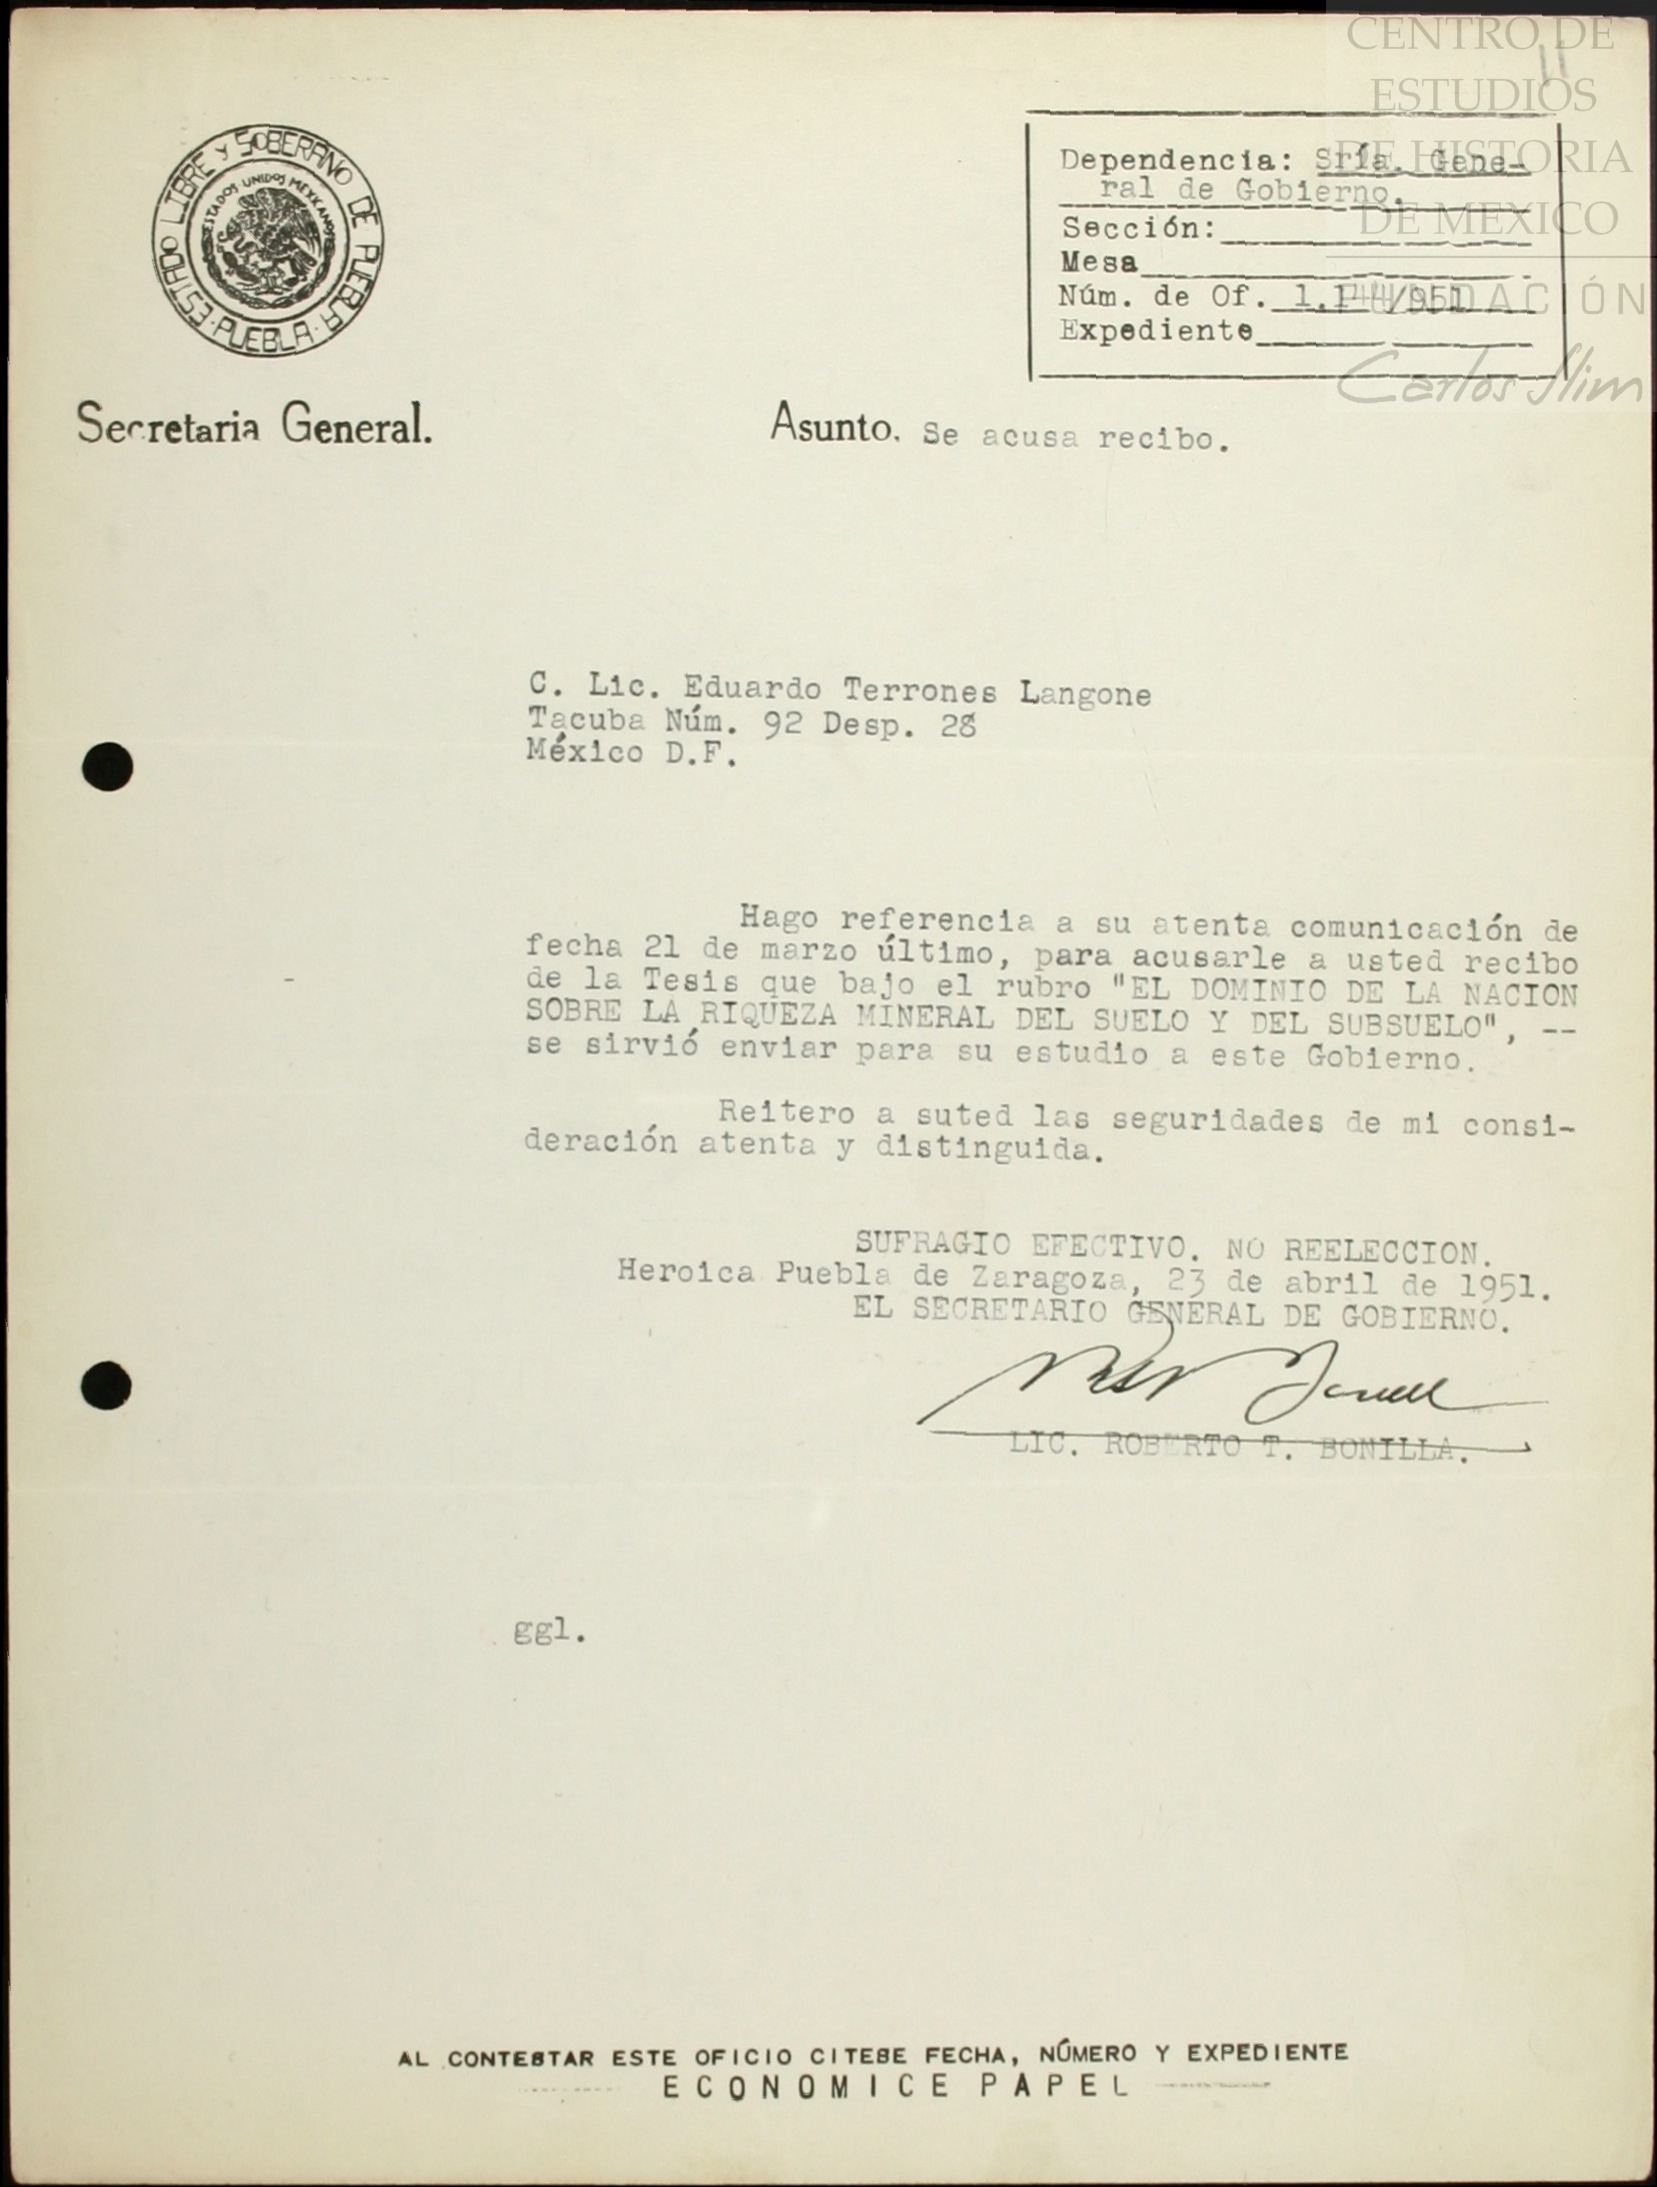 11
CENTRO DE
ESTUDIOS
DE HISTORIA
DE MEXICO
FUNDACIÓN
Carlos Slim
ESTADO LIBRE Y SOBERANO DE PUEBLA
PUEBLA
ESTADOS UNIDOS MEXICANOS
Dependencia: Sría. Gene-
ral de Gobierno.
Sección:
Mesa
Núm. de Of.
Expediente
Secretaria General.
Asunto. Se acusa recibo.
C. Lic. Eduardo Terrones Langone
Tacuba Núm. 92 Desp. 28
México D.F.
Hago referencia a su atenta comunicación de
fecha 21 de marzo último, para acusarle a usted recibo
de la Tesis que bajo el rubro "EL DOMINIO DE LA NACION
SOBRE LA RIQUEZA MINERAL DEL SUELO Y DEL SUBSUELO", --
se sirvió enviar para su estudio a este Gobierno.
Reitero a suted las seguridades de mi consi-
deración atenta y distinguida.
SUFRAGIO EFECTIVO. NO REELECCION.
Heroica Puebla de Zaragoza, 23 de abril de 1951.
EL SECRETARIO GENERAL DE GOBIERNO.
LIC. ROBERTO T. BONILLA.
ggl.
AL CONTESTAR ESTE OFICIO CITESE FECHA, NÚMERO Y EXPEDIENTE
ECONOMICE PAPEL